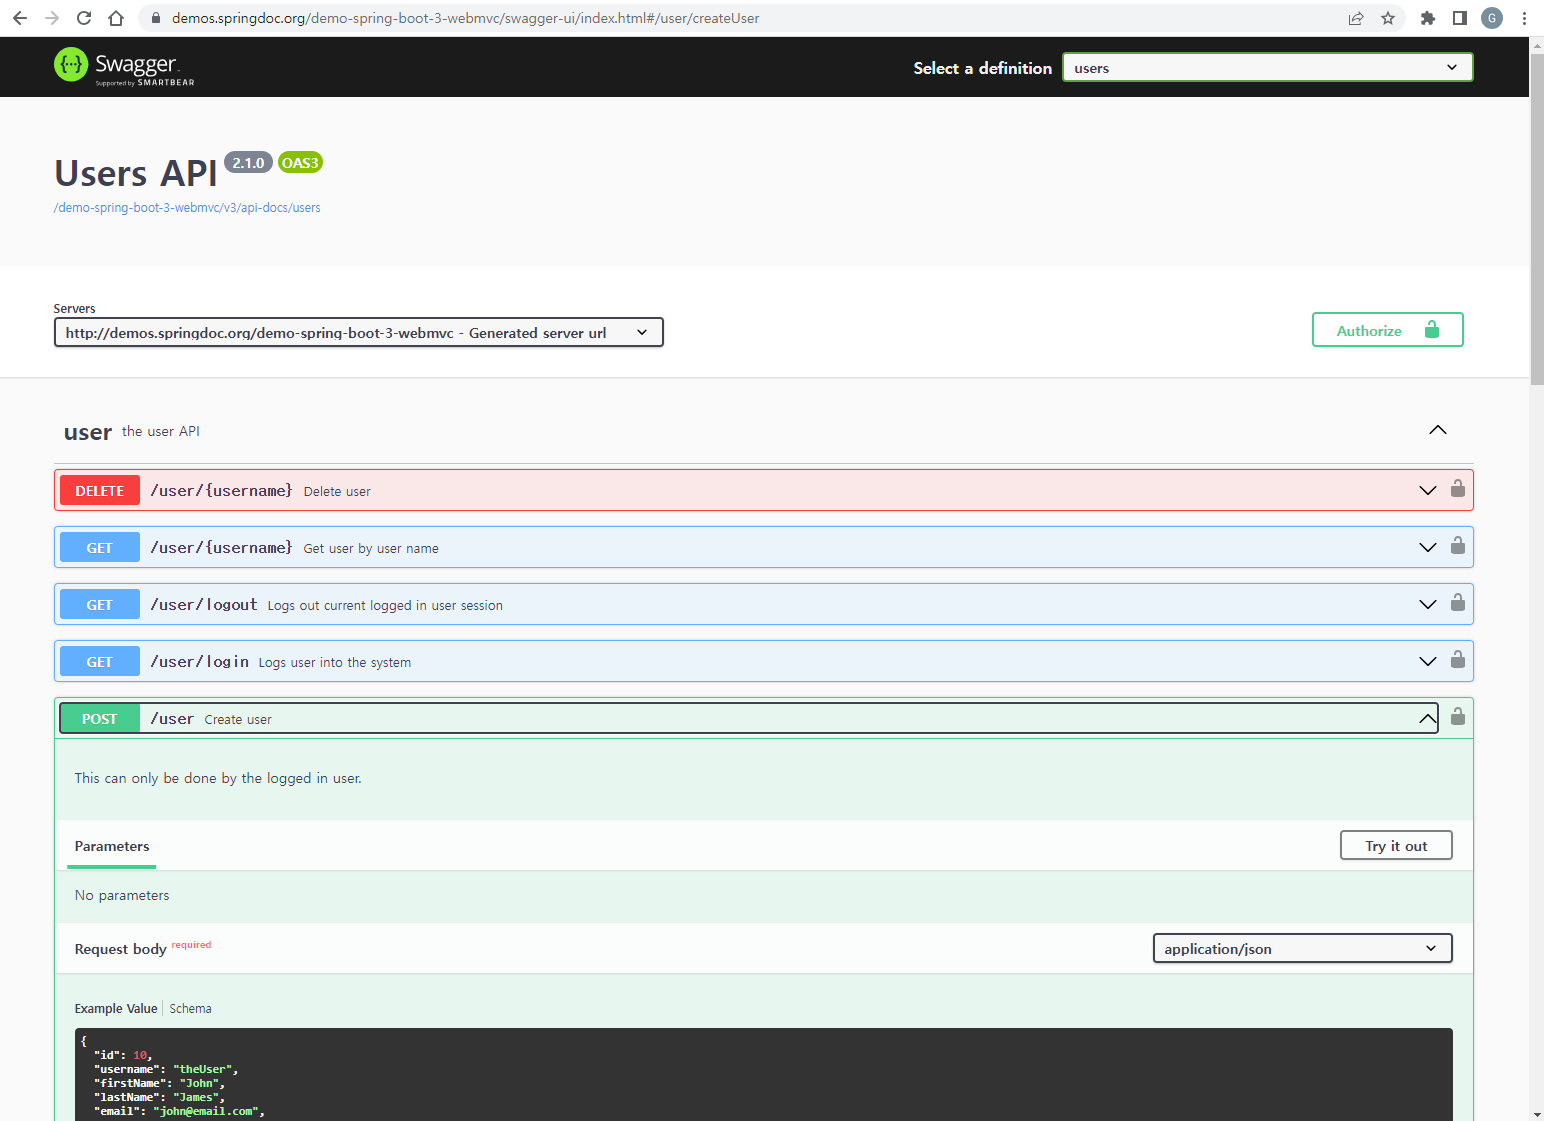 demos.springdoc.org/demo-spring-boot-3-webmvc/swagger-ui/index.html#/user/createUser
G
{···} Swagger.
Supported by SMARTBEAR
Select a definition
users
Users API 2.1.0 OAS3
/demo-spring-boot-3-webmvc/v3/api-docs/users
Servers
http://demos.springdoc.org/demo-spring-boot-3-webmvc - Generated server url
Authorize
user the user API
DELETE /user/{username} Delete user
GET /user/{username} Get user by user name
GET /user/logout Logs out current logged in user session
GET /user/login Logs user into the system
POST /user Create user
This can only be done by the logged in user.
Parameters
Try it out
No parameters
Request body required
application/json
Example Value | Schema
{
"id": 10,
"username": "theUser",
"firstName": "John",
"lastName": "James",
"email": "john@email.com",